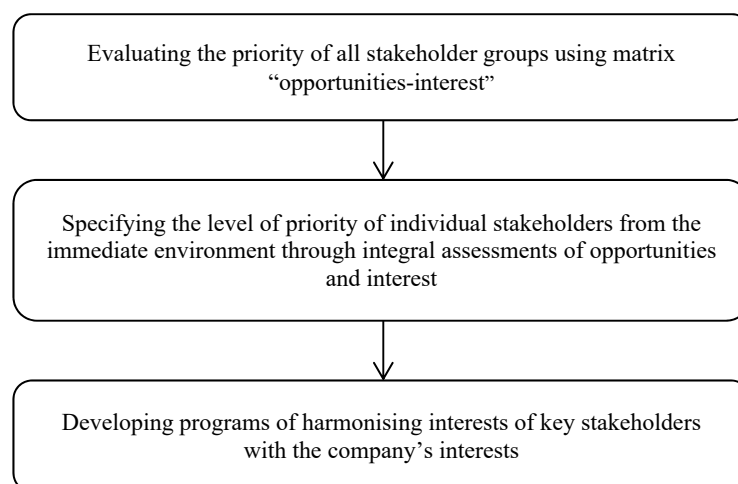 Evaluating the priority of all stakeholder groups using matrix
“opportunities-interest”
Specifying the level of priority of individual stakeholders from the
immediate environment through integral assessments of opportunities
and interest
Developing programs of harmonising interests of key stakeholders
with the company’s interests